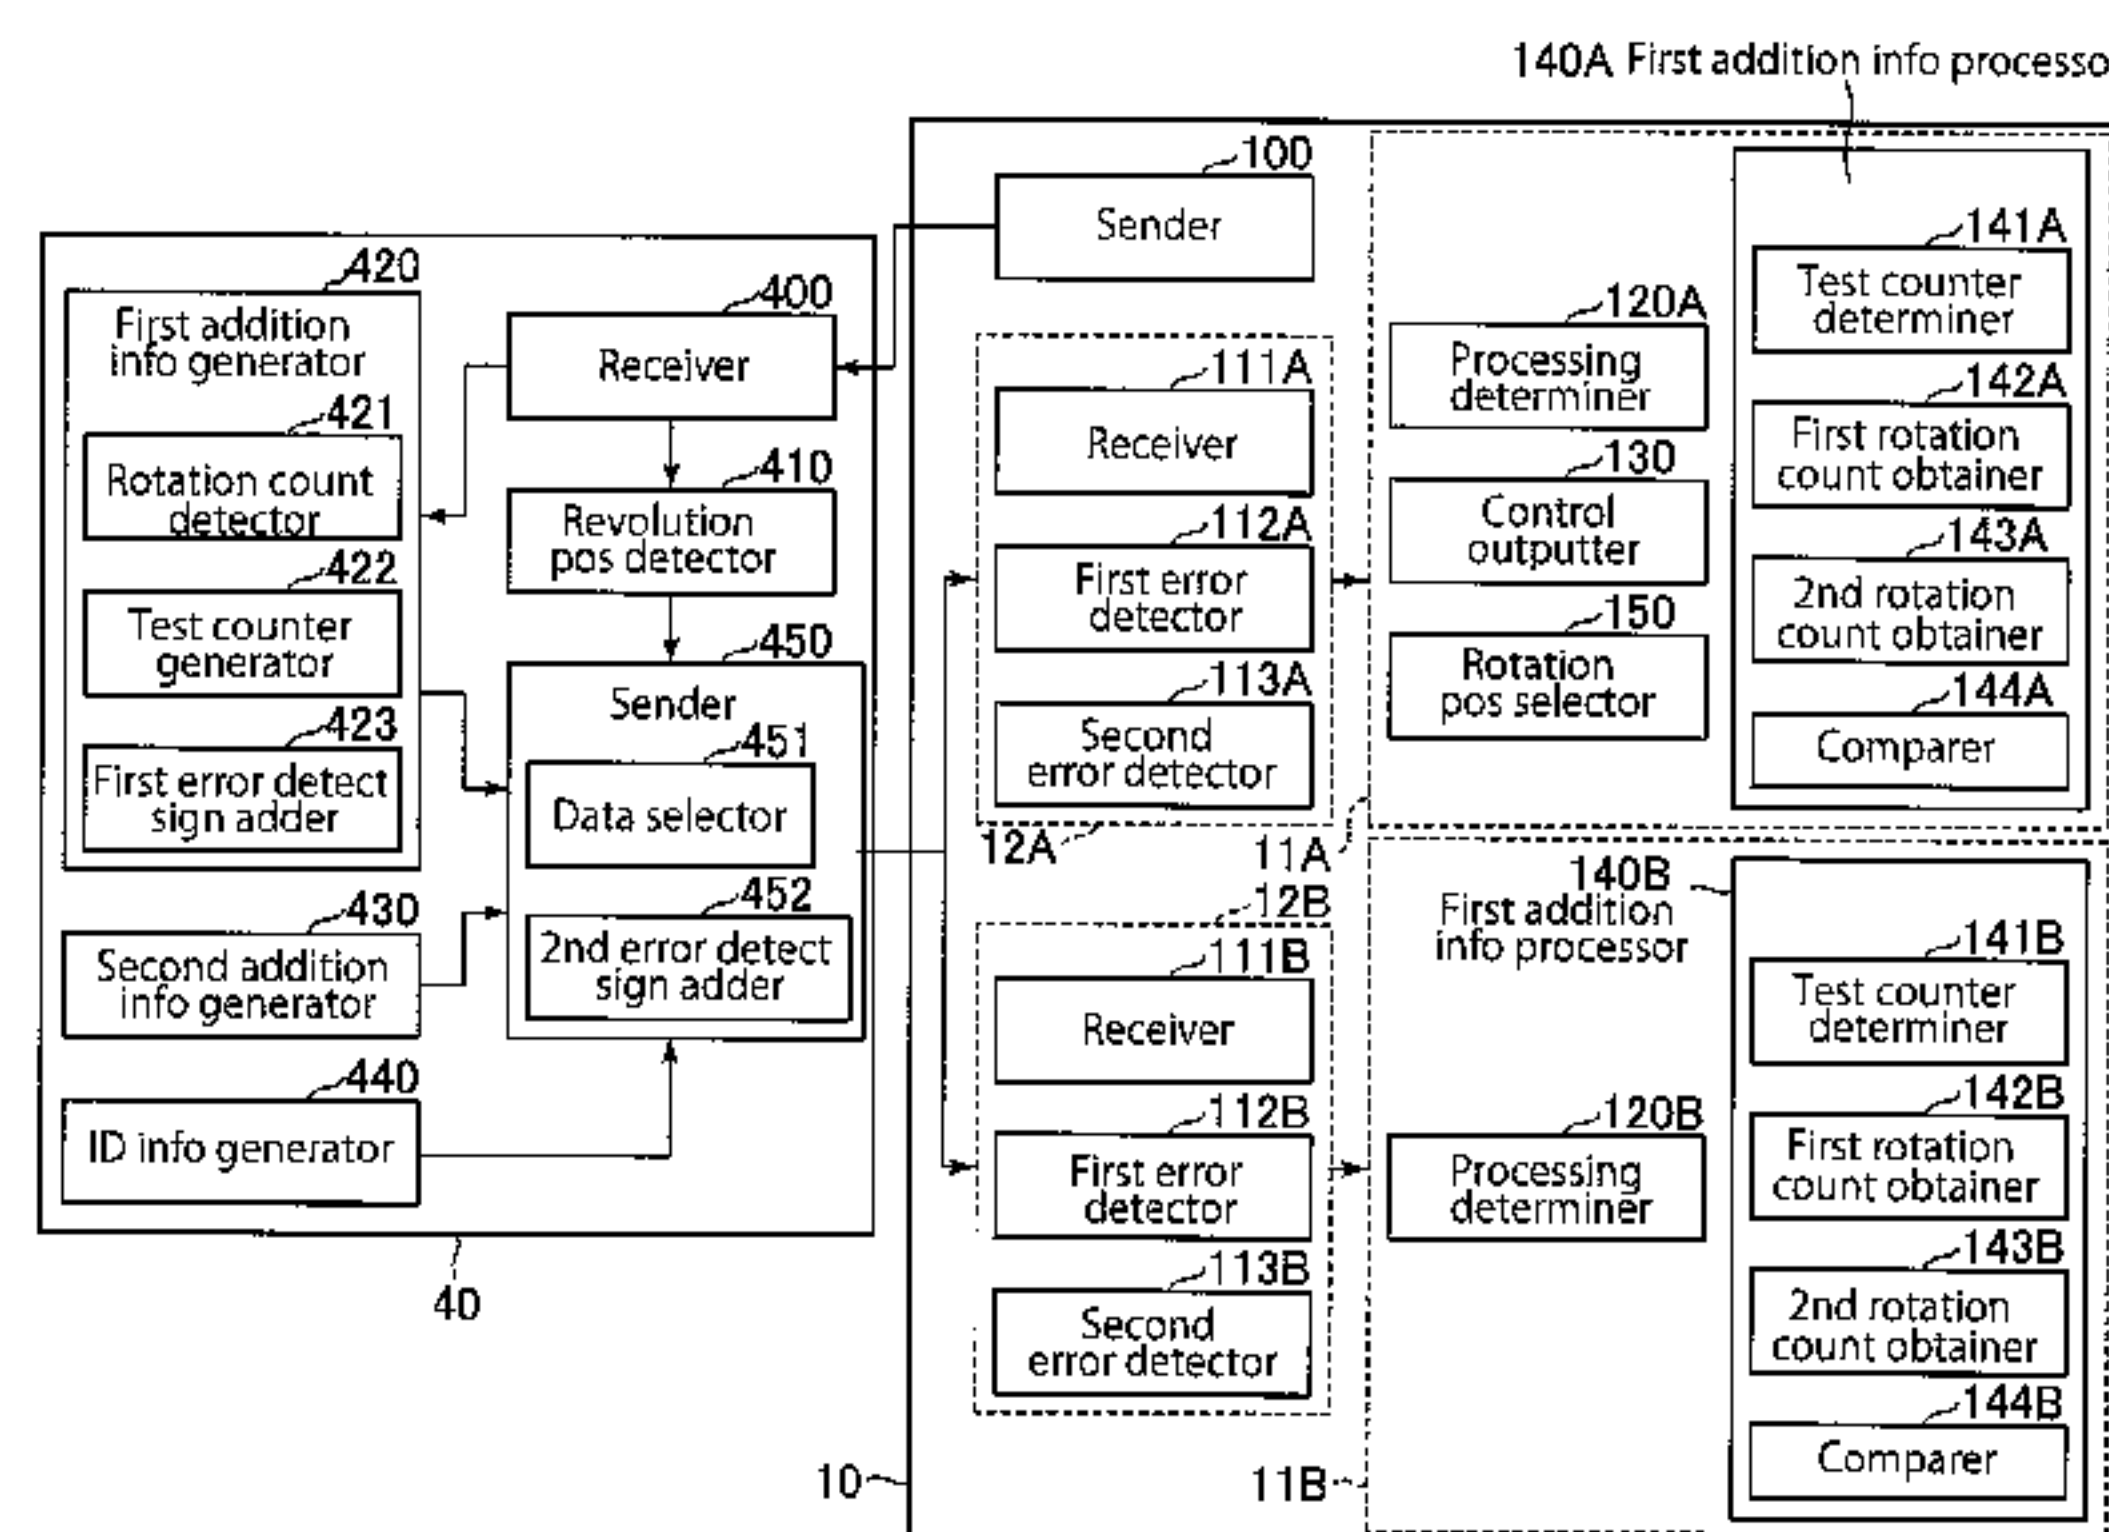 140A First addition info processo
100
Sender
420
First addition
info generator
421
Rotation count
detector
422
Test counter
generator
423
First error detect
sign adder
430
Second addition
info generator
440
ID info generator
400
Receiver
410
Revolution
pos detector
450
Sender
451
Data selector
452
2nd error detect
sign adder
40
111A
Receiver
112A
First error
detector
113A
Second
error detector
12A
11A
12B
111B
Receiver
112B
First error
detector
113B
Second
error detector
10
11B
120A
Processing
determiner
130
Control
outputter
150
Rotation
pos selector
141A
Test counter
determiner
142A
First rotation
count obtainer
143A
2nd rotation
count obtainer
144A
Comparer
140B
First addition
info processor
120B
Processing
determiner
141B
Test counter
determiner
142B
First rotation
count obtainer
143B
2nd rotation
count obtainer
144B
Comparer